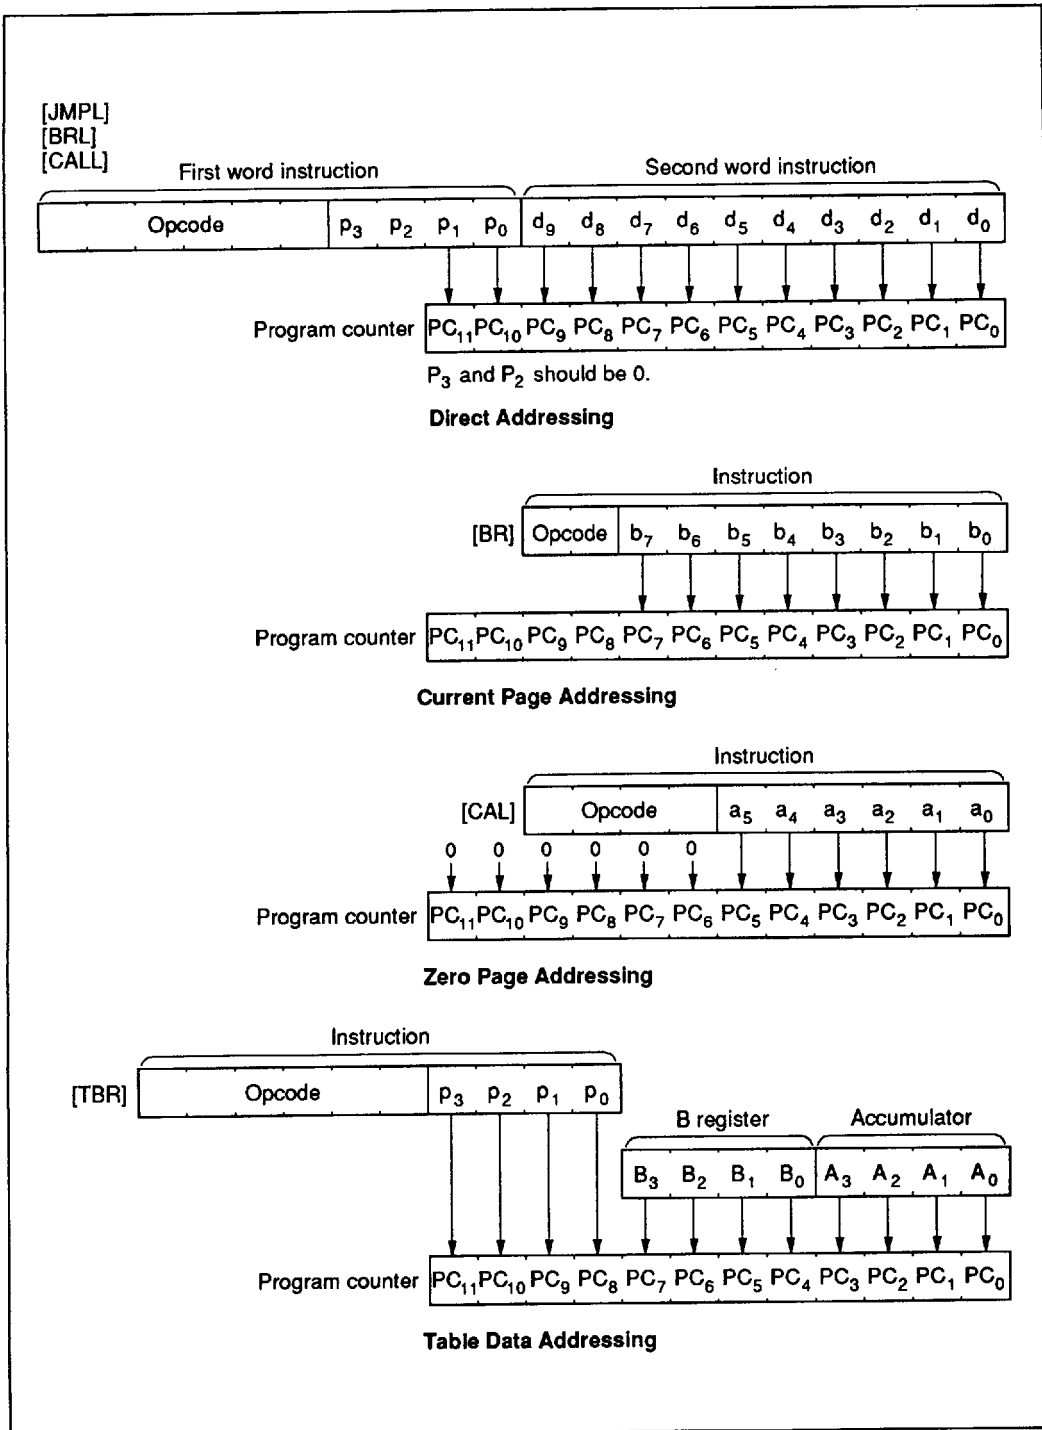 [JMPL]
[BRL]
[CALL]
First word instruction Second word instruction
Opcode p3 p2 p1 p0 d9 d8 d7 d6 d5 d4 d3 d2 d1 d0
Program counter PC11 PC10 PC9 PC8 PC7 PC6 PC5 PC4 PC3 PC2 PC1 PC0
P3 and P2 should be 0.
Direct Addressing
Instruction
[BR] Opcode b7 b6 b5 b4 b3 b2 b1 b0
Program counter PC11 PC10 PC9 PC8 PC7 PC6 PC5 PC4 PC3 PC2 PC1 PC0
Current Page Addressing
Instruction
[CAL] Opcode a5 a4 a3 a2 a1 a0
0 0 0 0 0 0
Program counter PC11 PC10 PC9 PC8 PC7 PC6 PC5 PC4 PC3 PC2 PC1 PC0
Zero Page Addressing
Instruction
[TBR] Opcode p3 p2 p1 p0
B register Accumulator
B3 B2 B1 B0 A3 A2 A1 A0
Program counter PC11 PC10 PC9 PC8 PC7 PC6 PC5 PC4 PC3 PC2 PC1 PC0
Table Data Addressing